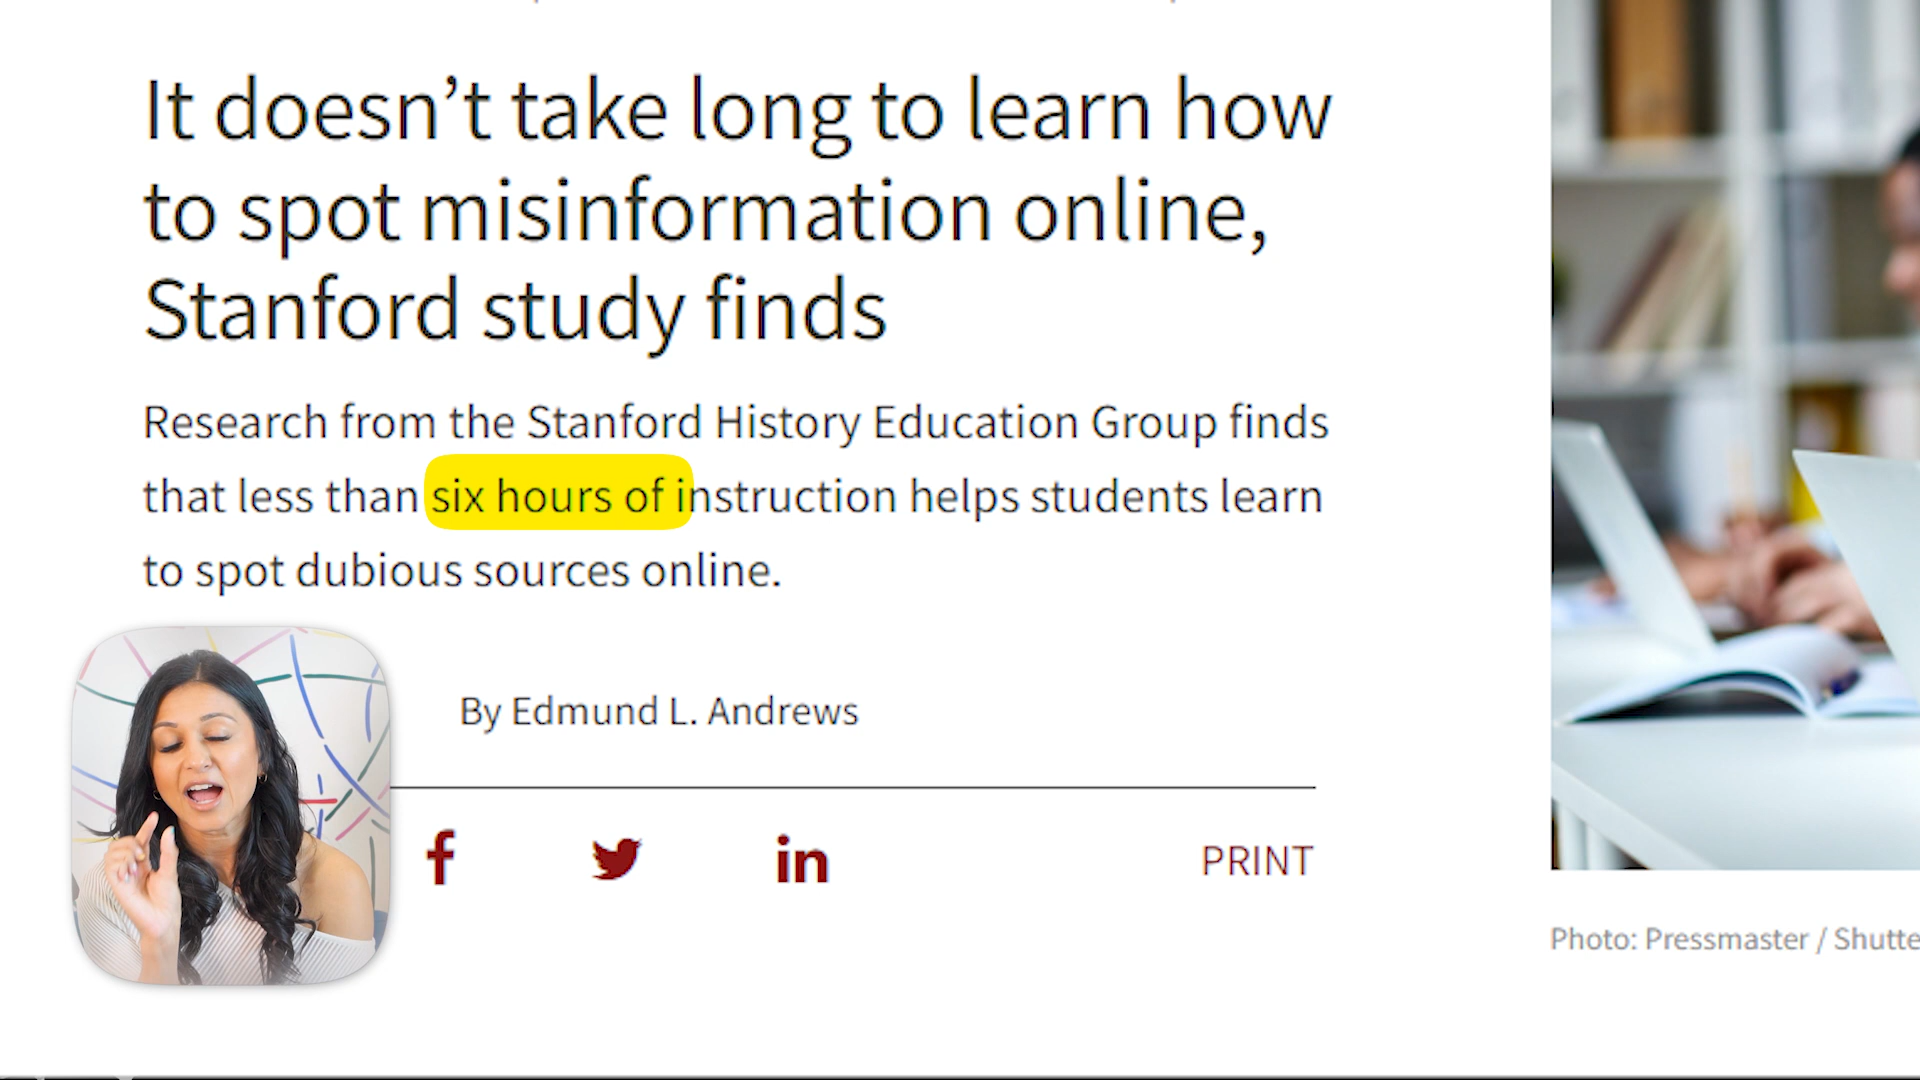 It doesn’t take long to learn how
to spot misinformation online,
Stanford study finds
Research from the Stanford History Education Group finds
that less than six hours of instruction helps students learn
to spot dubious sources online.
By Edmund L. Andrews
PRINT
Photo: Pressmaster / Shutte